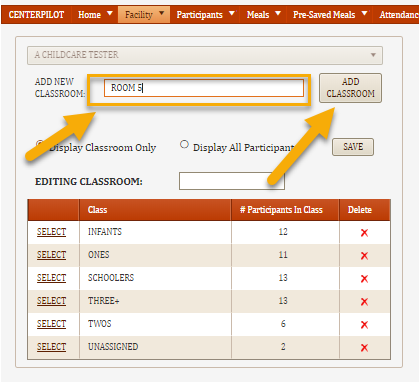 CENTERPILOT Home Facility Participants Meals Pre-Saved Meals Attendanc
A CHILDCARE TESTER
ADD NEW CLASSROOM: ROOM 5 ADD CLASSROOM
Display Classroom Only Display All Participant SAVE
EDITING CLASSROOM:
Class # Participants In Class Delete
SELECT INFANTS 12
SELECT ONES 11
SELECT SCHOOLERS 13
SELECT THREE+ 13
SELECT TWOS 6
SELECT UNASSIGNED 2